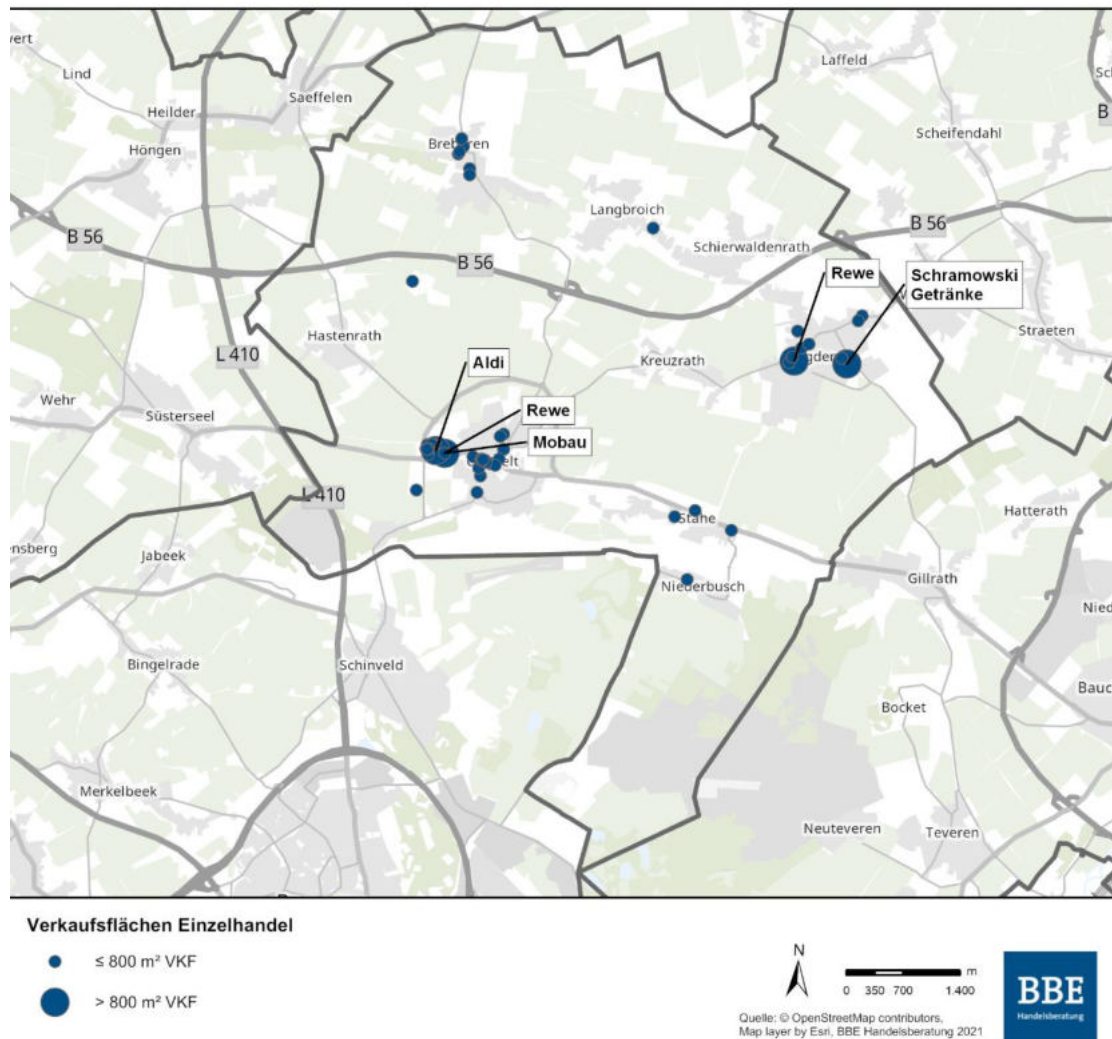 Laffeld
Lind
Saeffelen
Heilder
Scheifendahl
B
Höngen
Langbroich
B 56
B 56
Schierwaldenrath
B 56
Rewe
Schramowski
Getränke
Straeten
Hastenrath
L 410
Kreuzrath
Aldi
Wehr
Süsterseel
Rewe
Mobau
L 410
Stahe
Hatterath
Jabeek
Gillrath
Niederbusch
Bingelrade
Schinveld
Bocket
Merkelbeek
Neuteveren
Teveren
Verkaufsflächen Einzelhandel
≤ 800 m² VKF
> 800 m² VKF
N
m
0 350 700 1.400
Quelle: © OpenStreetMap contributors,
Map layer by Esri, BBE Handelsberatung 2021
BBE
Handelsberatung